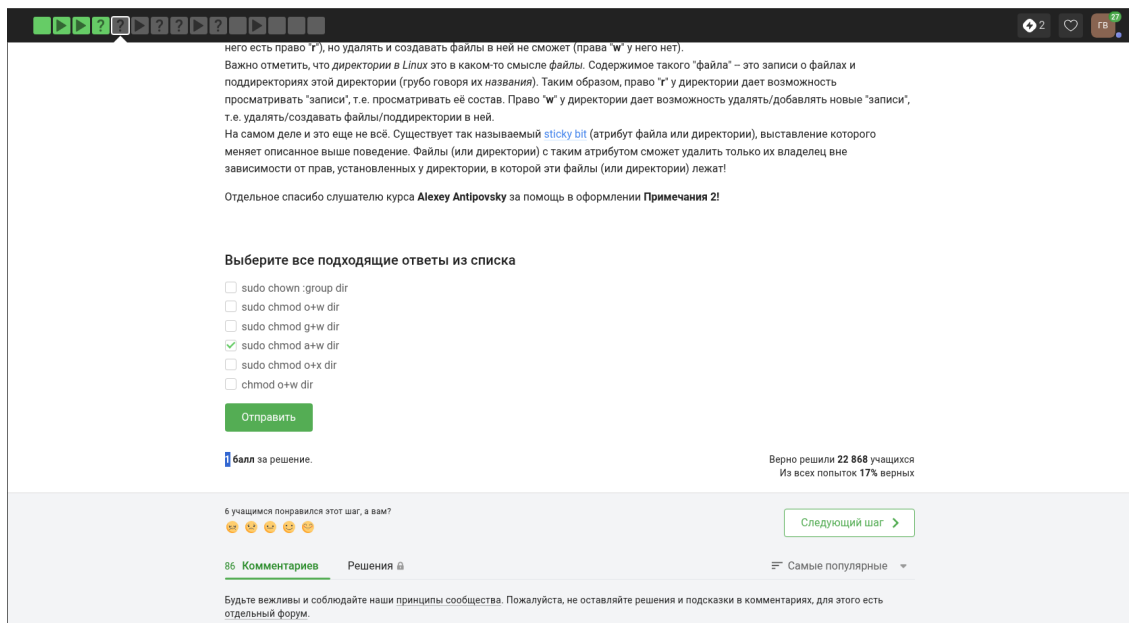 2
ГВ
27
него есть право "r"), но удалять и создавать файлы в ней не сможет (права "w" у него нет).
Важно отметить, что директории в Linux это в каком-то смысле файлы. Содержимое такого "файла" – это записи о файлах и
поддиректориях этой директории (грубо говоря их названия). Таким образом, право "r" у директории дает возможность
просматривать "записи", т.е. просматривать её состав. Право "w" у директории дает возможность удалять/добавлять новые "записи",
т.е. удалять/создавать файлы/поддиректории в ней.
На самом деле и это еще не всё. Существует так называемый sticky bit (атрибут файла или директории), выставление которого
меняет описанное выше поведение. Файлы (или директории) с таким атрибутом сможет удалить только их владелец вне
зависимости от прав, установленных у директории, в которой эти файлы (или директории) лежат!
Отдельное спасибо слушателю курса Alexey Antipovsky за помощь в оформлении Примечания 2!
Выберите все подходящие ответы из списка
sudo chown :group dir
sudo chmod o+w dir
sudo chmod g+w dir
sudo chmod a+w dir
sudo chmod o+x dir
chmod o+w dir
Отправить
1 балл за решение.
Верно решили 22 868 учащихся
Из всех попыток 17% верных
6 учащимся понравился этот шаг, а вам?
Следующий шаг
86 Комментариев
Решения
Самые популярные
Будьте вежливы и соблюдайте наши принципы сообщества. Пожалуйста, не оставляйте решения и подсказки в комментариях, для этого есть
отдельный форум.